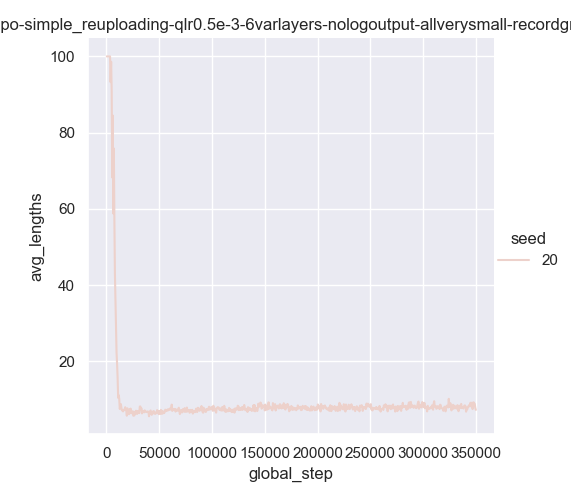 po-simple_reuploading-qlr0.5e-3-6varlayers-nologoutput-allverysmall-recordgr
100
80
60
40
20
avg_lengths
0 50000 100000 150000 200000 250000 300000 350000
global_step
seed
20